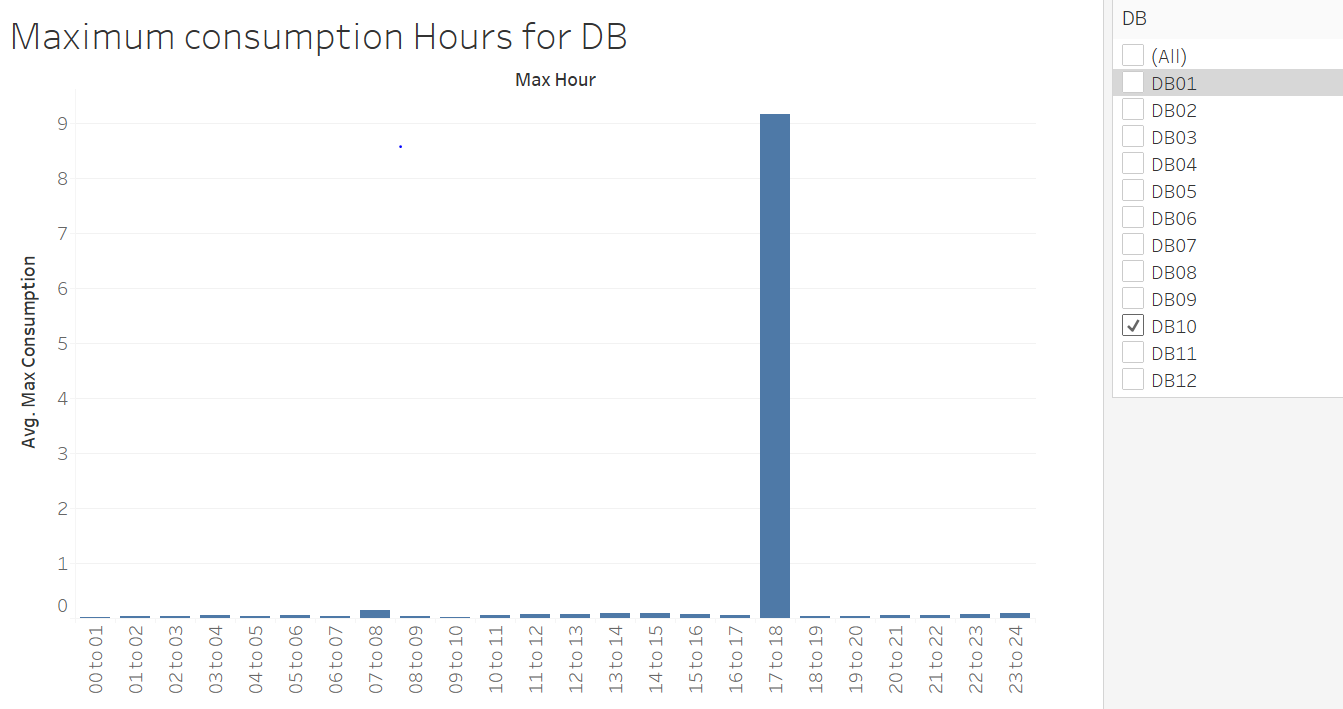 Maximum consumption Hours for DB
Max Hour
Avg. Max Consumption
9
8
7
6
5
4
3
2
1
0
00 to 01
01 to 02
02 to 03
03 to 04
04 to 05
05 to 06
06 to 07
07 to 08
08 to 09
09 to 10
10 to 11
11 to 12
12 to 13
13 to 14
14 to 15
15 to 16
16 to 17
17 to 18
18 to 19
19 to 20
20 to 21
21 to 22
22 to 23
23 to 24
DB
(All)
DB01
DB02
DB03
DB04
DB05
DB06
DB07
DB08
DB09
DB10
DB11
DB12